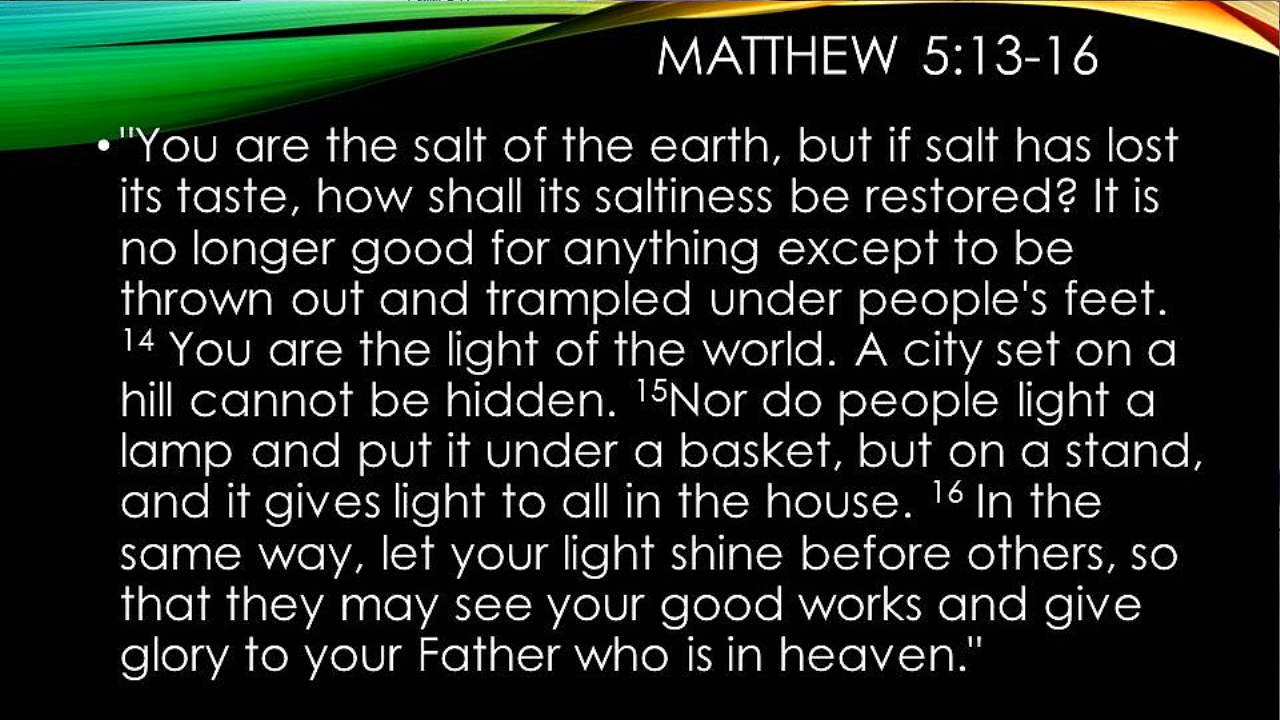 MATTHEW 5:13-16
• "You are the salt of the earth, but if salt has lost
its taste, how shall its saltiness be restored? It is
no longer good for anything except to be
thrown out and trampled under people's feet.
14 You are the light of the world. A city set on a
hill cannot be hidden. 15Nor do people light a
lamp and put it under a basket, but on a stand,
and it gives light to all in the house. 16 In the
same way, let your light shine before others, so
that they may see your good works and give
glory to your Father who is in heaven."